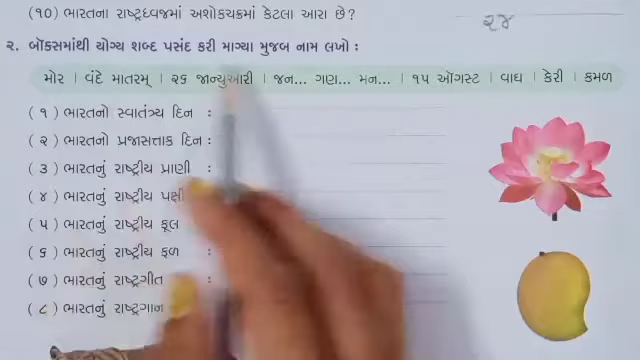 (૧૦) ભારતના રાષ્ટ્રધ્વજમાં અશોકચક્રમાં કેટલા આરા છે? ૨૪
૨. બૉક્સમાંથી યોગ્ય શબ્દ પસંદ કરી માગ્યા મુજબ નામ લખો :
મોર | વંદે માતરમ્ | ૨૬ જાન્યુઆરી | જન... ગણ... મન... | ૧૫ ઑગસ્ટ | વાઘ | કેરી | કમળ
(૧) ભારતનો સ્વાતંત્ર્ય દિન :
(૨) ભારતનો પ્રજાસત્તાક દિન :
(૩) ભારતનું રાષ્ટ્રીય પ્રાણી :
(૪) ભારતનું રાષ્ટ્રીય પક્ષી
(૫) ભારતનું રાષ્ટ્રીય ફૂલ :
(૬) ભારતનું રાષ્ટ્રીય ફળ :
(૭) ભારતનું રાષ્ટ્રગીત :
(૮) ભારતનું રાષ્ટ્રગાન :